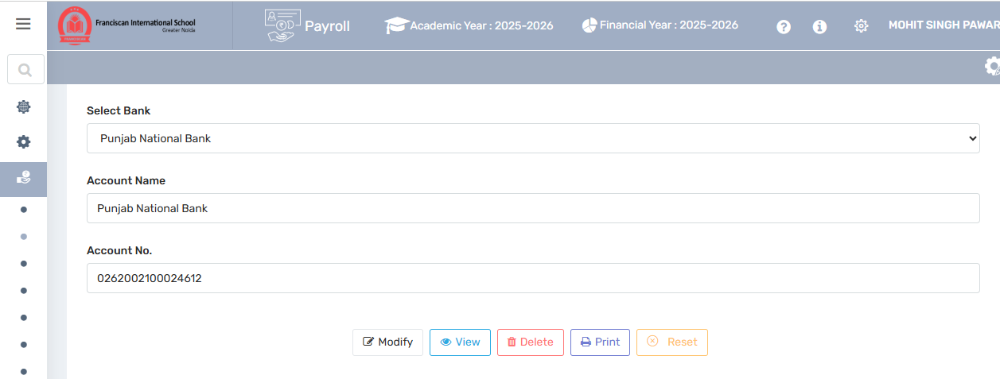 Franciscan International School
Greater Noida
FRANCISCAN
Payroll
Academic Year : 2025-2026
Financial Year : 2025-2026
MOHIT SINGH PAWAR
Select Bank
Punjab National Bank
Account Name
Punjab National Bank
Account No.
0262002100024612
Modify View Delete Print Reset